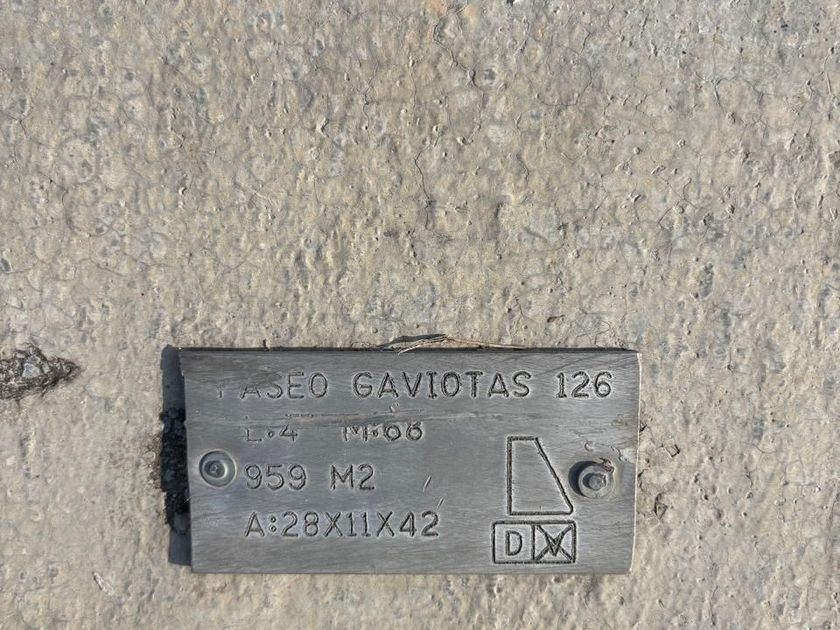 PASEO GAVIOTAS 126
L:4 M:68
959 M2
A:28X11X42
D V